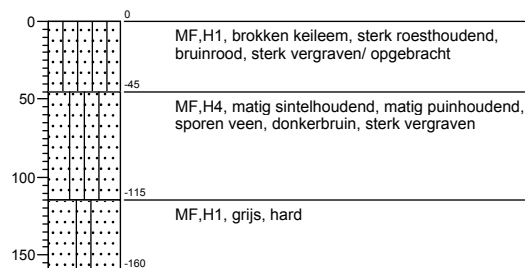 0
0
MF,H1, brokken keileem, sterk roesthoudend,
bruinrood, sterk vergraven/ opgebracht
-45
50
MF,H4, matig sintelhoudend, matig puinhoudend,
sporen veen, donkerbruin, sterk vergraven
100
-115
MF,H1, grijs, hard
150
-160